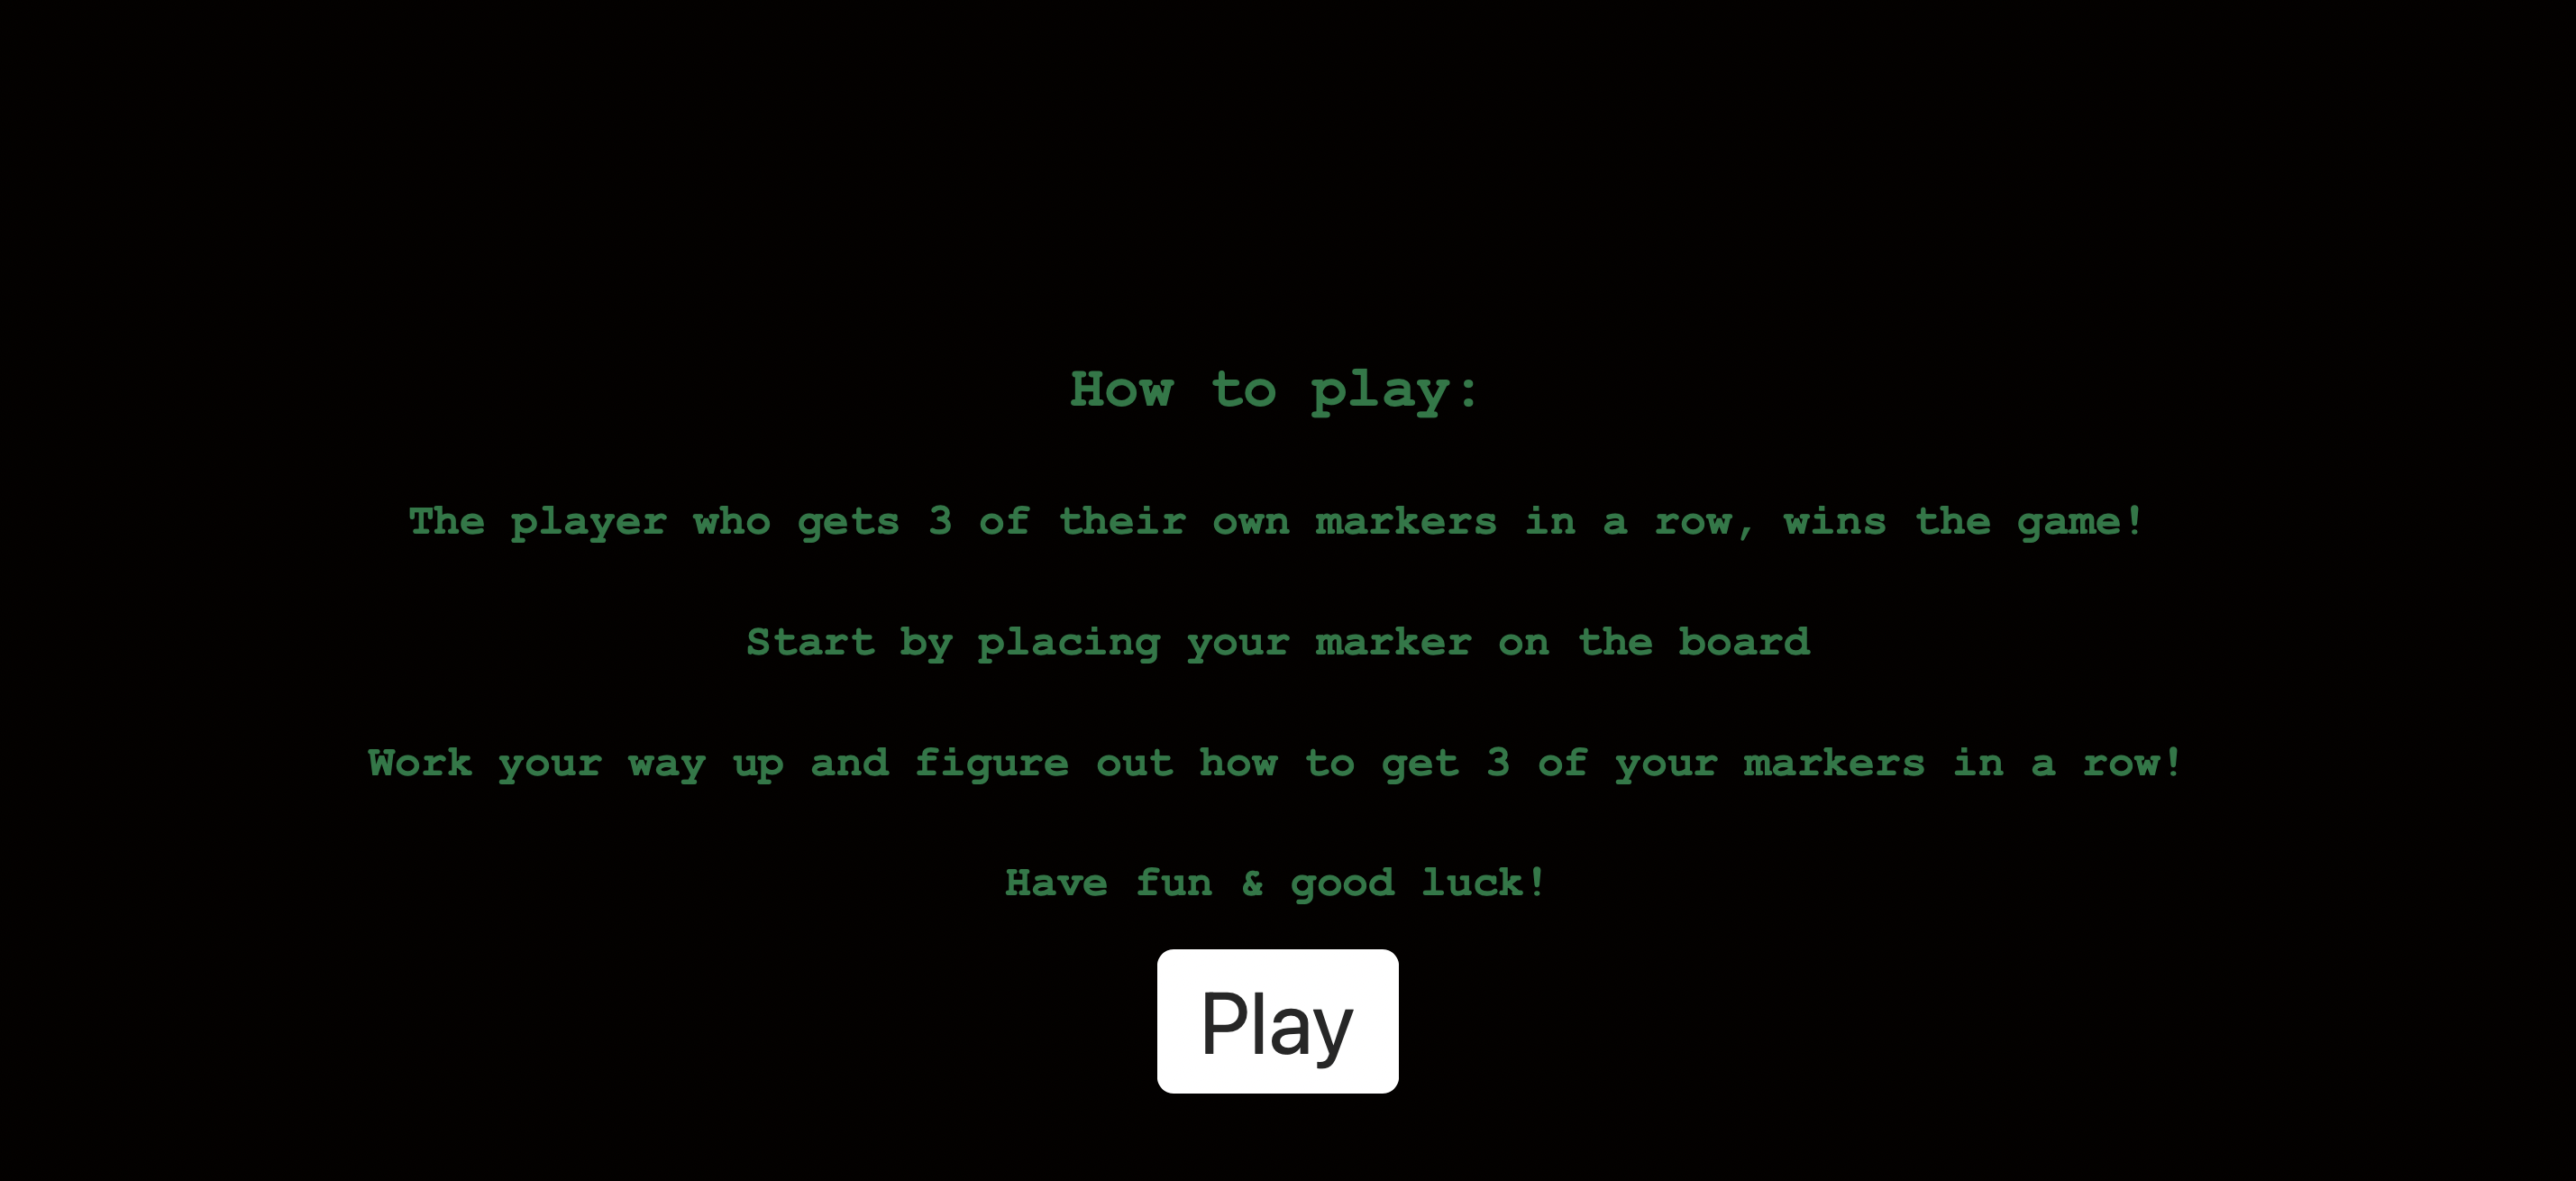 How to play:
The player who gets 3 of their own markers in a row, wins the game!
Start by placing your marker on the board
Work your way up and figure out how to get 3 of your markers in a row!
Have fun & good luck!
Play